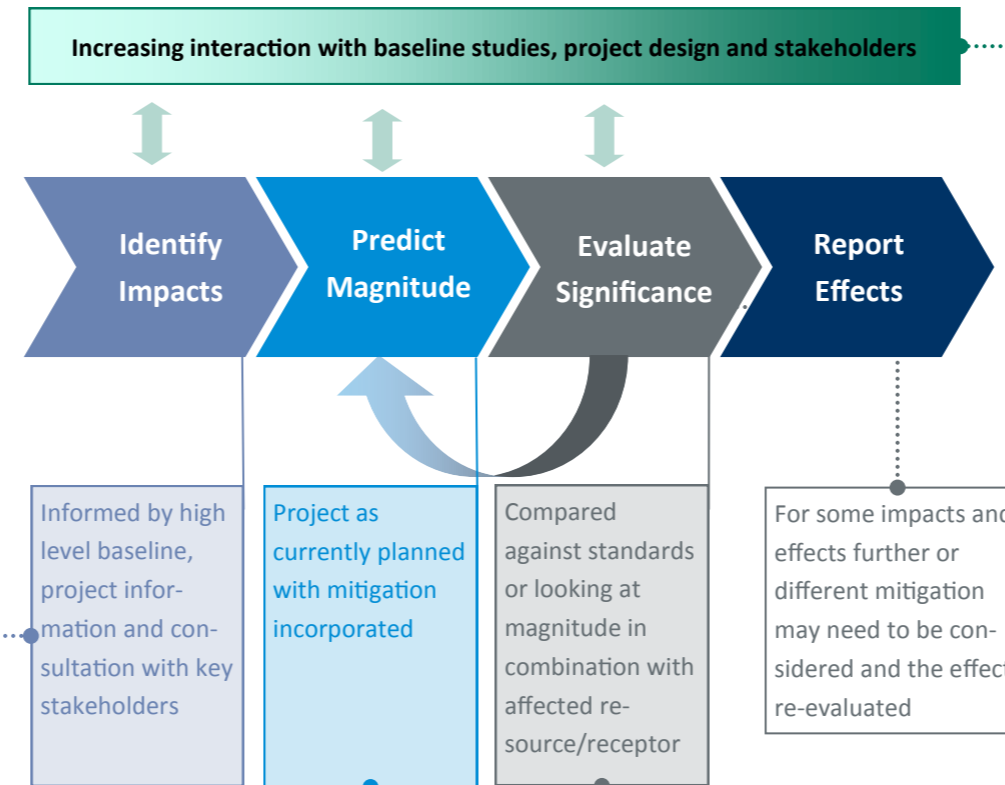 Increasing interaction with baseline studies, project design and stakeholders
Identify
Impacts
Predict
Magnitude
Evaluate
Significance
Report
Effects
Informed by high
level baseline,
project infor-
mation and con-
sultation with key
stakeholders
Project as
currently planned
with mitigation
incorporated
Compared
against standards
or looking at
magnitude in
combination with
affected re-
source/receptor
For some impacts and
effects further or
different mitigation
may need to be con-
sidered and the effect
re-evaluated